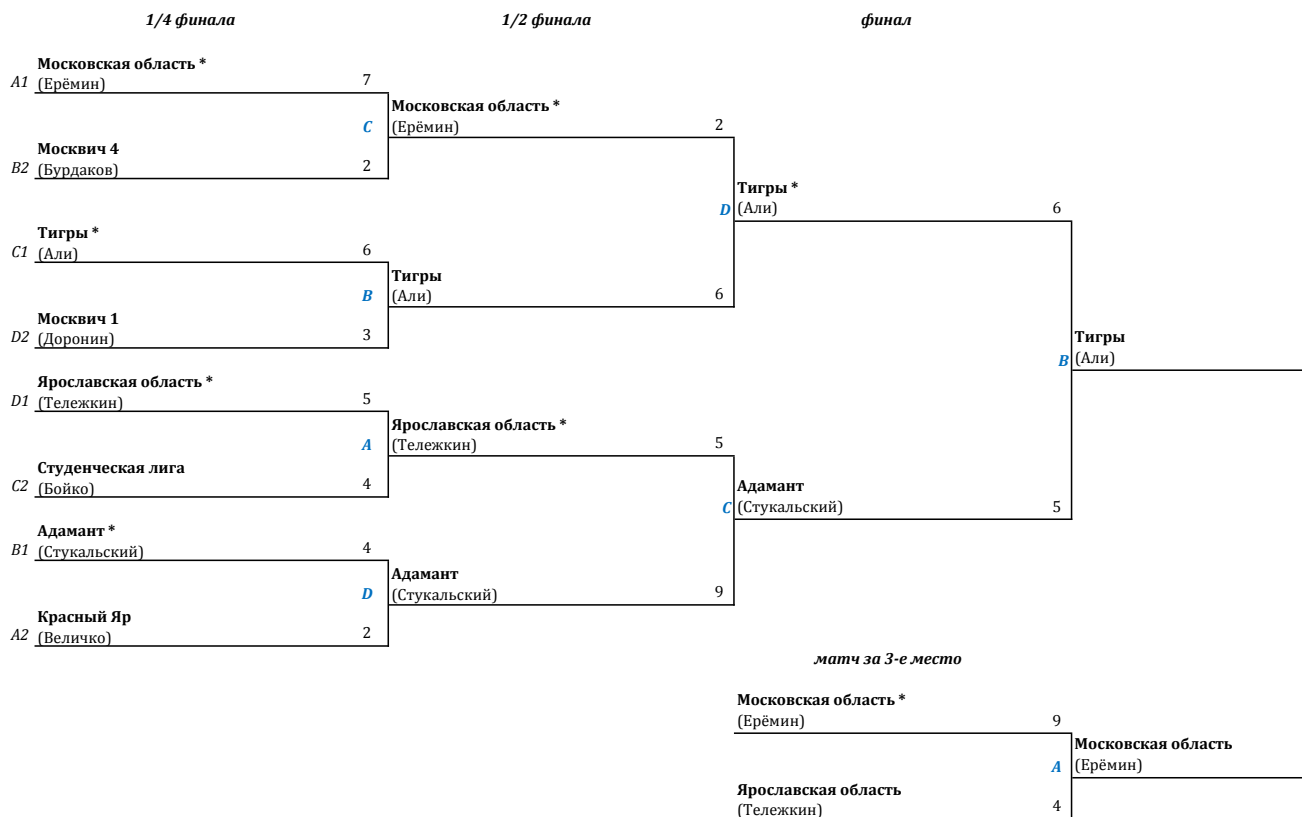 1/4 финала
1/2 финала
финал
Московская область *
A1 (Ерёмин) 7
Московская область *
C (Ерёмин) 2
Москвич 4
B2 (Бурдаков) 2
Тигры *
D (Али) 6
Тигры *
C1 (Али) 6
Тигры
B (Али) 6
Москвич 1
D2 (Доронин) 3
Тигры
B (Али)
Ярославская область *
D1 (Тележкин) 5
Ярославская область *
A (Тележкин) 5
Студенческая лига
C2 (Бойко) 4
Адамант
C (Стукальский) 5
Адамант *
B1 (Стукальский) 4
Адамант
D (Стукальский) 9
Красный Яр
A2 (Величко) 2
матч за 3-е место
Московская область *
(Ерёмин) 9
Московская область
A (Ерёмин)
Ярославская область
(Тележкин) 4